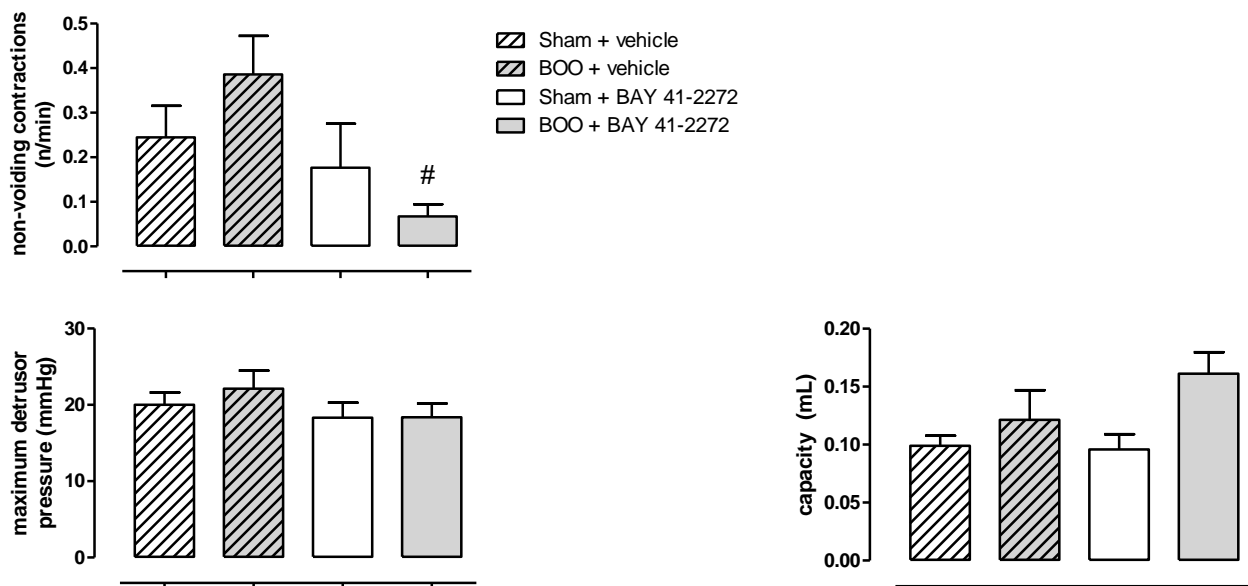 non-voiding contractions
(n/min)
0.5
0.4
0.3
0.2
0.1
0.0
#
Sham + vehicle
BOO + vehicle
Sham + BAY 41-2272
BOO + BAY 41-2272
maximum detrusor
pressure (mmHg)
30
20
10
0
capacity (mL)
0.20
0.15
0.10
0.05
0.00